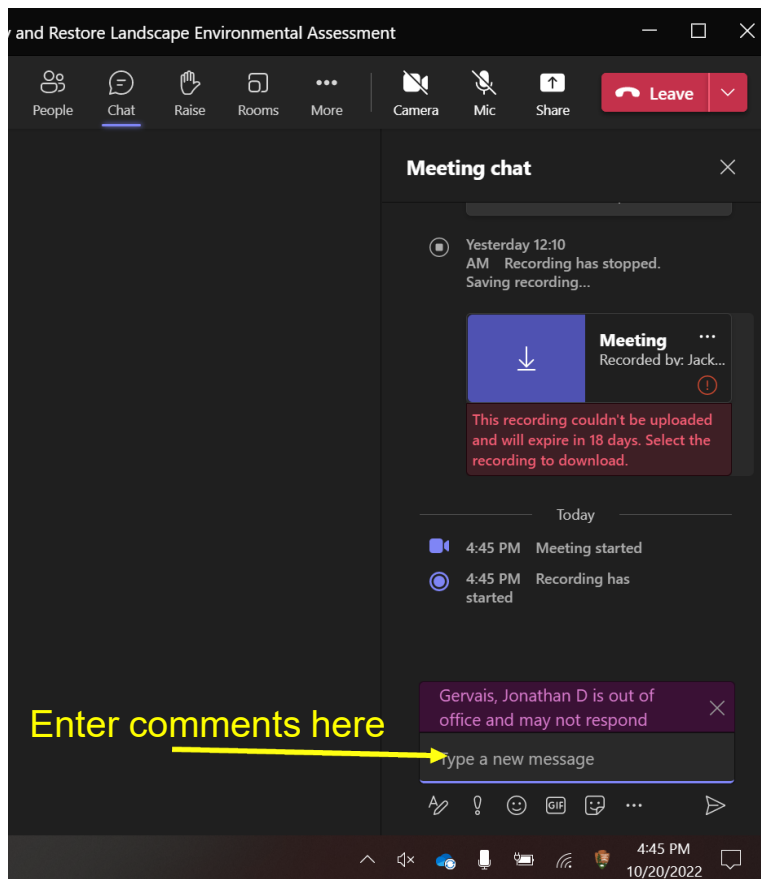 and Restore Landscape Environmental Assessment
People Chat Raise Rooms More Camera Mic Share Leave
Meeting chat
Yesterday 12:10
AM Recording has stopped.
Saving recording...
Meeting ...
Recorded by: Jack...
This recording couldn't be uploaded
and will expire in 18 days. Select the
recording to download.
Today
4:45 PM Meeting started
4:45 PM Recording has
started
Gervais, Jonathan D is out of
office and may not respond
Enter comments here
Type a new message
GIF
4:45 PM
10/20/2022